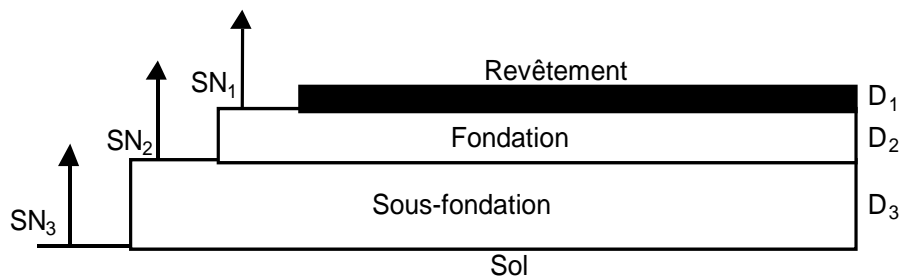 Revêtement
SN₁
D₁
SN₂
Fondation
D₂
SN₃
Sous-fondation
D₃
Sol